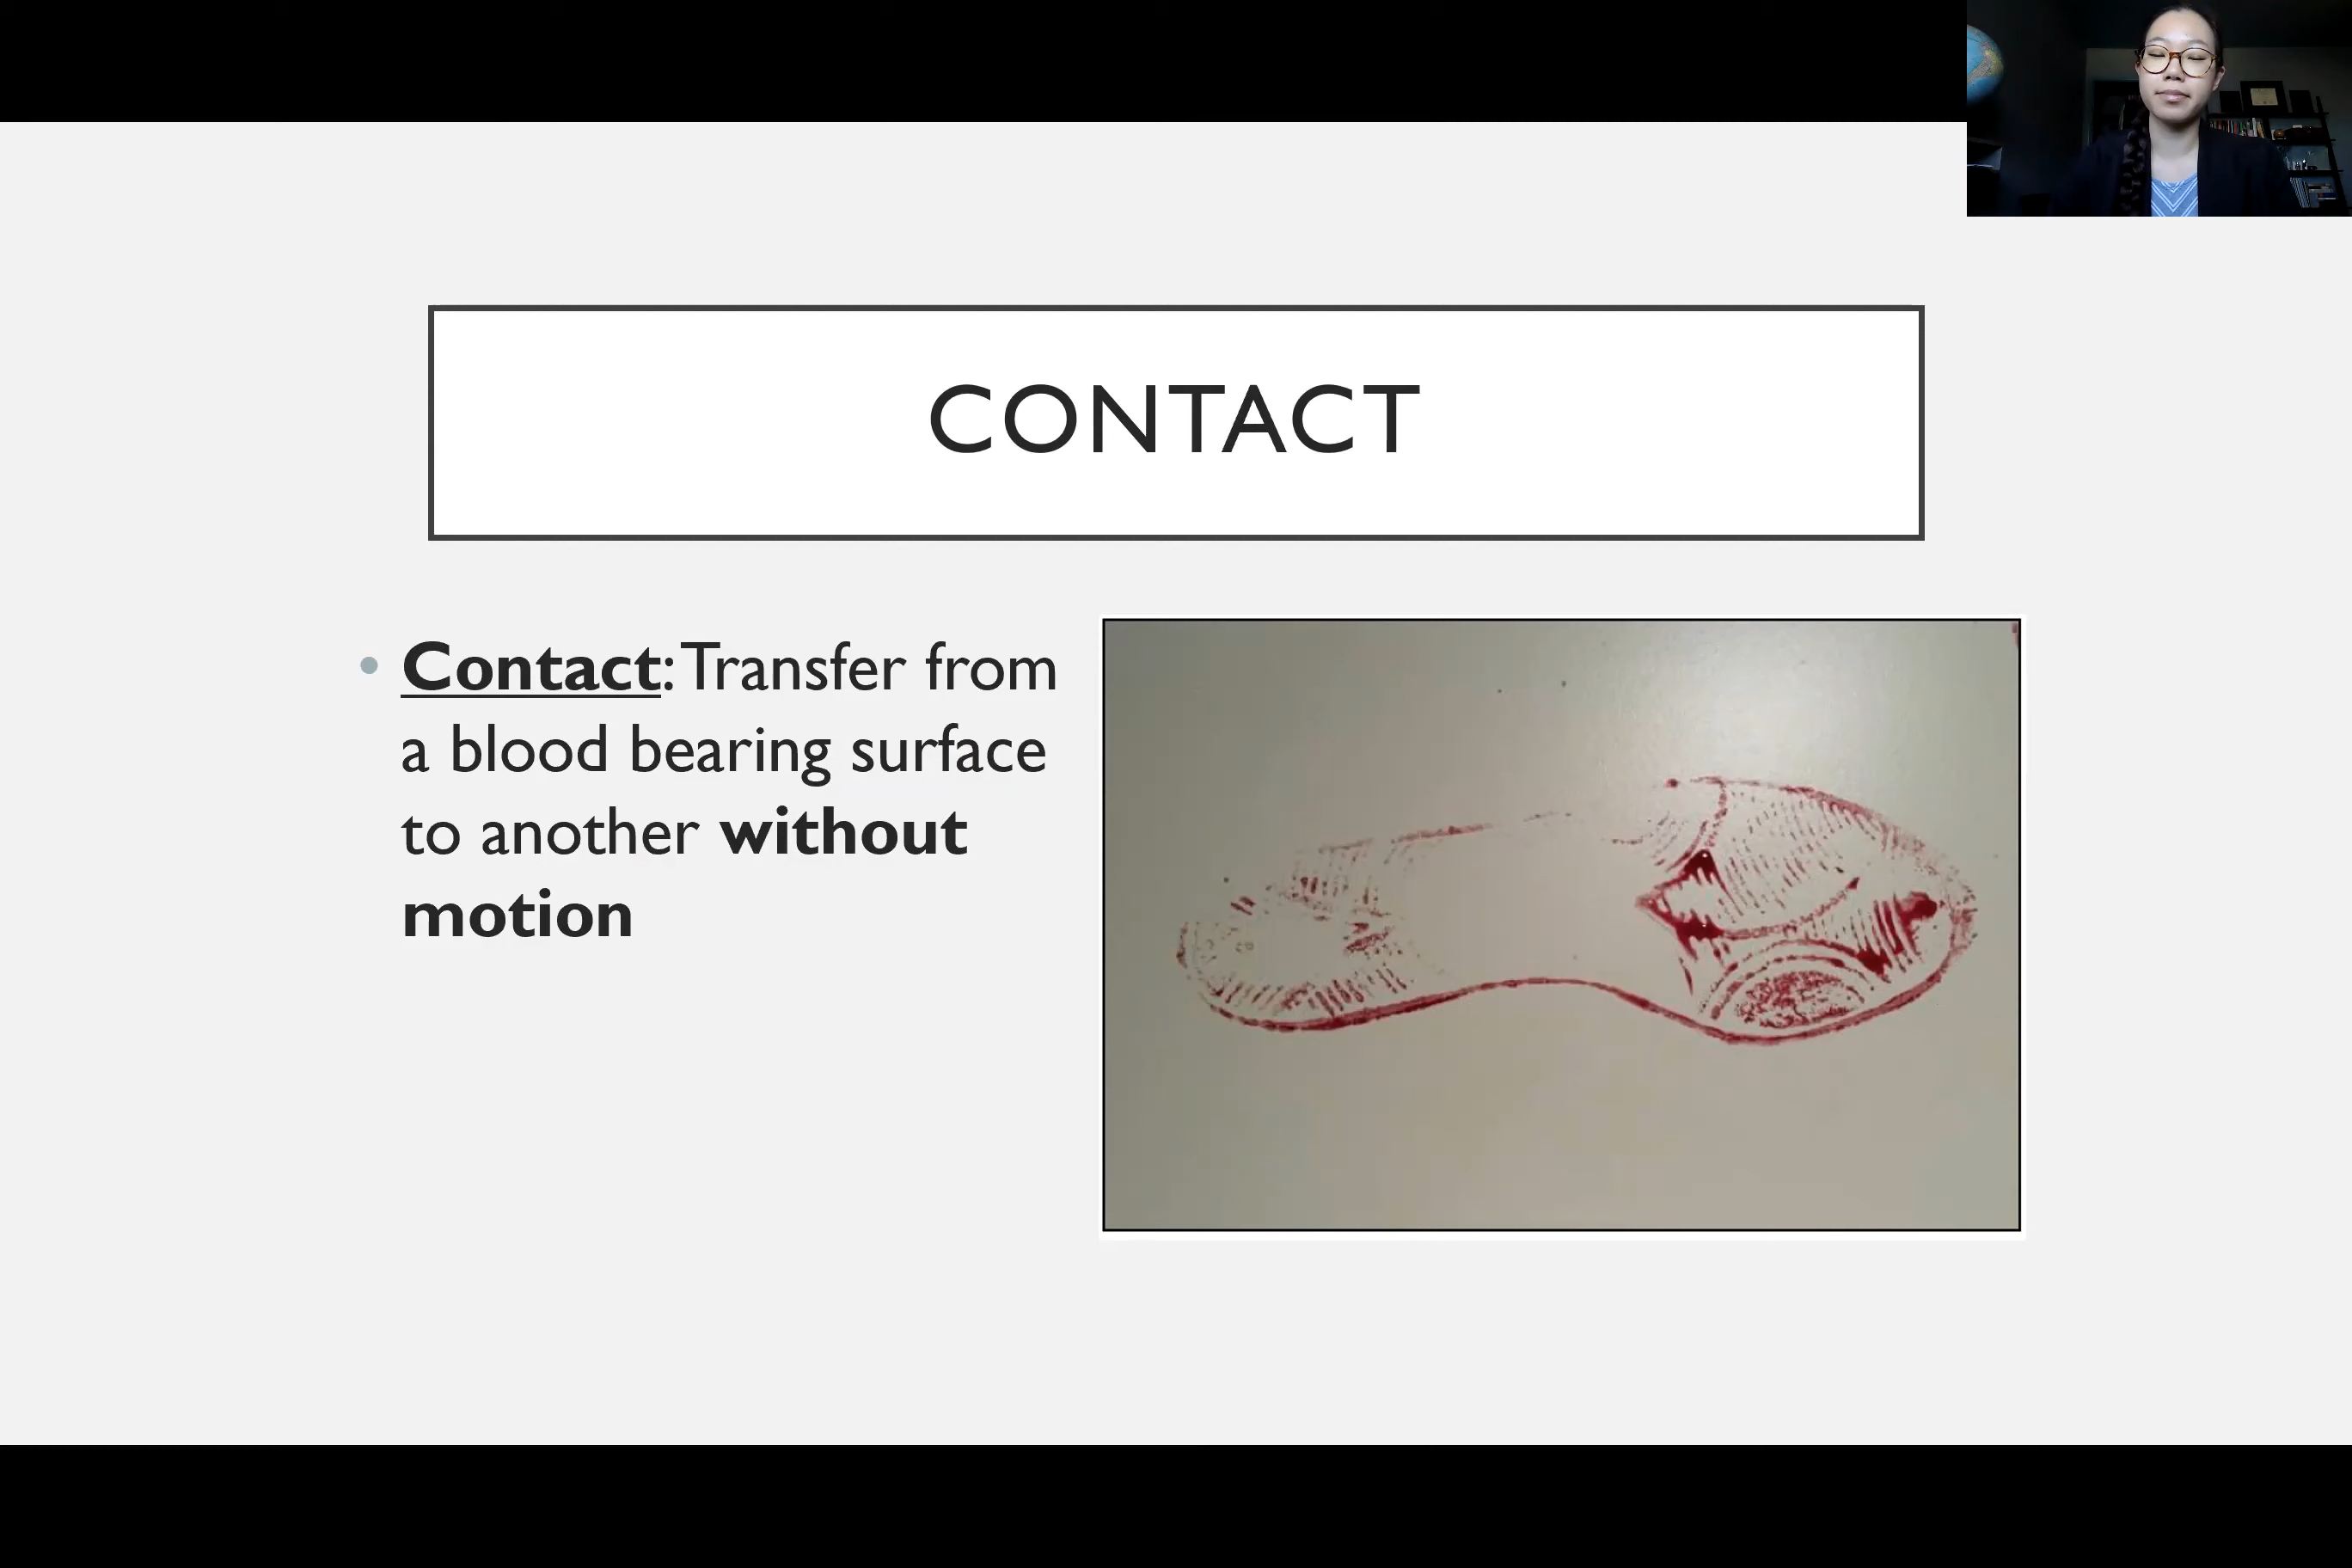 CONTACT
• Contact: Transfer from
a blood bearing surface
to another without
motion